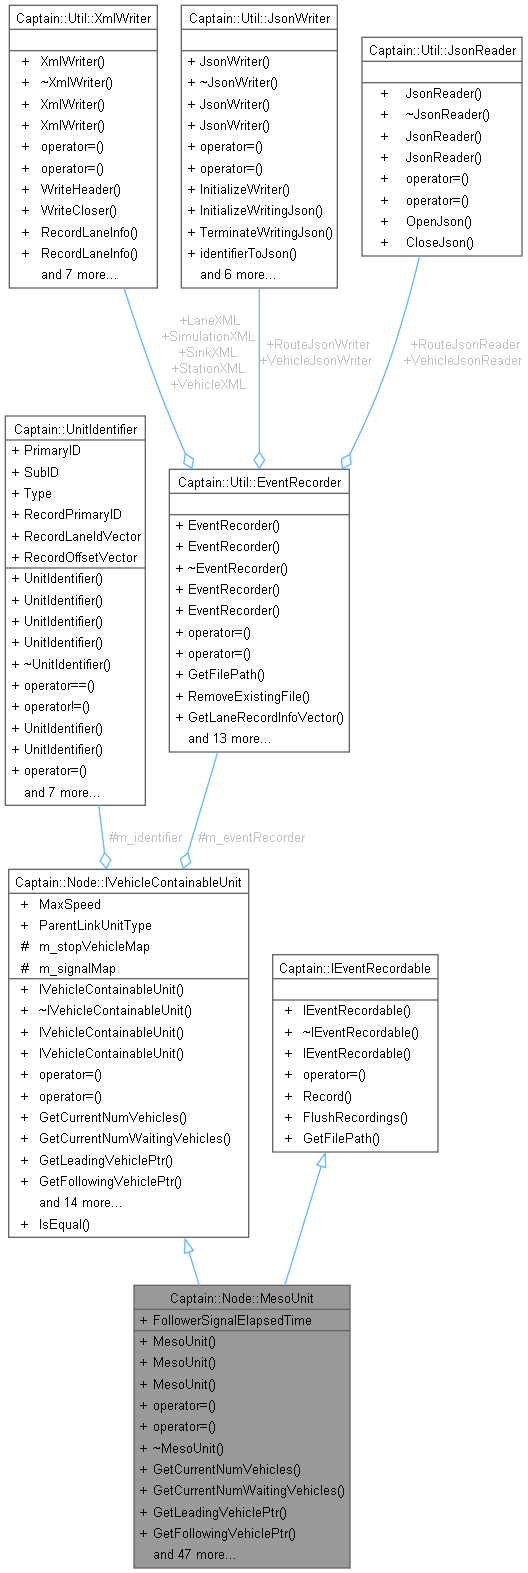 Captain::Util::XmlWriter
+ XmlWriter()
+ ~XmlWriter()
+ XmlWriter()
+ XmlWriter()
+ operator=()
+ operator=()
+ WriteHeader()
+ WriteCloser()
+ RecordLaneInfo()
+ RecordLaneInfo()
and 7 more...
Captain::Util::JsonWriter
+ JsonWriter()
+ ~JsonWriter()
+ JsonWriter()
+ JsonWriter()
+ operator=()
+ operator=()
+ InitializeWriter()
+ InitializeWritingJson()
+ TerminateWritingJson()
+ identifierToJson()
and 6 more...
Captain::Util::JsonReader
+ JsonReader()
+ ~JsonReader()
+ JsonReader()
+ JsonReader()
+ operator=()
+ operator=()
+ OpenJson()
+ CloseJson()
+LaneXML
+SimulationXML
+SinkXML
+StationXML
+VehicleXML
+RouteJsonWriter
+VehicleJsonWriter
+RouteJsonReader
+VehicleJsonReader
Captain::UnitIdentifier
+ PrimaryID
+ SubID
+ Type
+ RecordPrimaryID
+ RecordLaneIdVector
+ RecordOffsetVector
+ UnitIdentifier()
+ UnitIdentifier()
+ UnitIdentifier()
+ UnitIdentifier()
+ ~UnitIdentifier()
+ operator==()
+ operator!=()
+ UnitIdentifier()
+ UnitIdentifier()
+ operator=()
and 7 more...
Captain::Util::EventRecorder
+ EventRecorder()
+ EventRecorder()
+ ~EventRecorder()
+ EventRecorder()
+ EventRecorder()
+ operator=()
+ operator=()
+ GetFilePath()
+ RemoveExistingFile()
+ GetLaneRecordInfoVector()
and 13 more...
#m_identifier
#m_eventRecorder
Captain::Node::IVehicleContainableUnit
+ MaxSpeed
+ ParentLinkUnitType
# m_stopVehicleMap
# m_signalMap
+ IVehicleContainableUnit()
+ ~IVehicleContainableUnit()
+ IVehicleContainableUnit()
+ IVehicleContainableUnit()
+ operator=()
+ operator=()
+ GetCurrentNumVehicles()
+ GetCurrentNumWaitingVehicles()
+ GetLeadingVehiclePtr()
+ GetFollowingVehiclePtr()
and 14 more...
+ IsEqual()
Captain::IEventRecordable
+ IEventRecordable()
+ ~IEventRecordable()
+ IEventRecordable()
+ operator=()
+ Record()
+ FlushRecordings()
+ GetFilePath()
Captain::Node::MesoUnit
+ FollowerSignalElapsedTime
+ MesoUnit()
+ MesoUnit()
+ MesoUnit()
+ operator=()
+ operator=()
+ ~MesoUnit()
+ GetCurrentNumVehicles()
+ GetCurrentNumWaitingVehicles()
+ GetLeadingVehiclePtr()
+ GetFollowingVehiclePtr()
and 47 more...